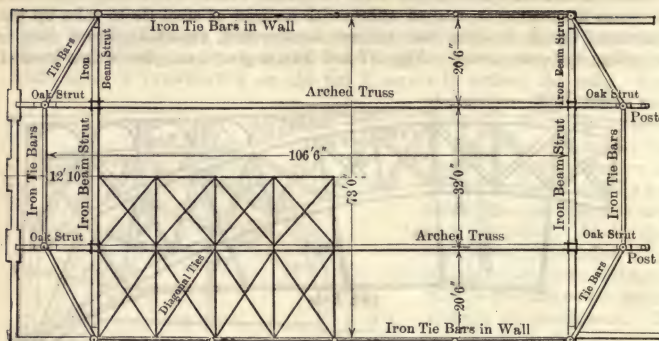 Iron Tie Bars in Wall
Tie Bars
Iron
Beam Strut
20'6"
Iron Beam Strut
Oak Strut
Arched Truss
Oak Strut
Post
Iron Tie Bars
12'10"
Iron Beam Strut
106'6"
73'0"
32'0"
Iron Beam Strut
Iron Tie Bars
Oak Strut
Arched Truss
Oak Strut
Post
Diagonal Ties
20'6"
Tie Bars
Iron Tie Bars in Wall